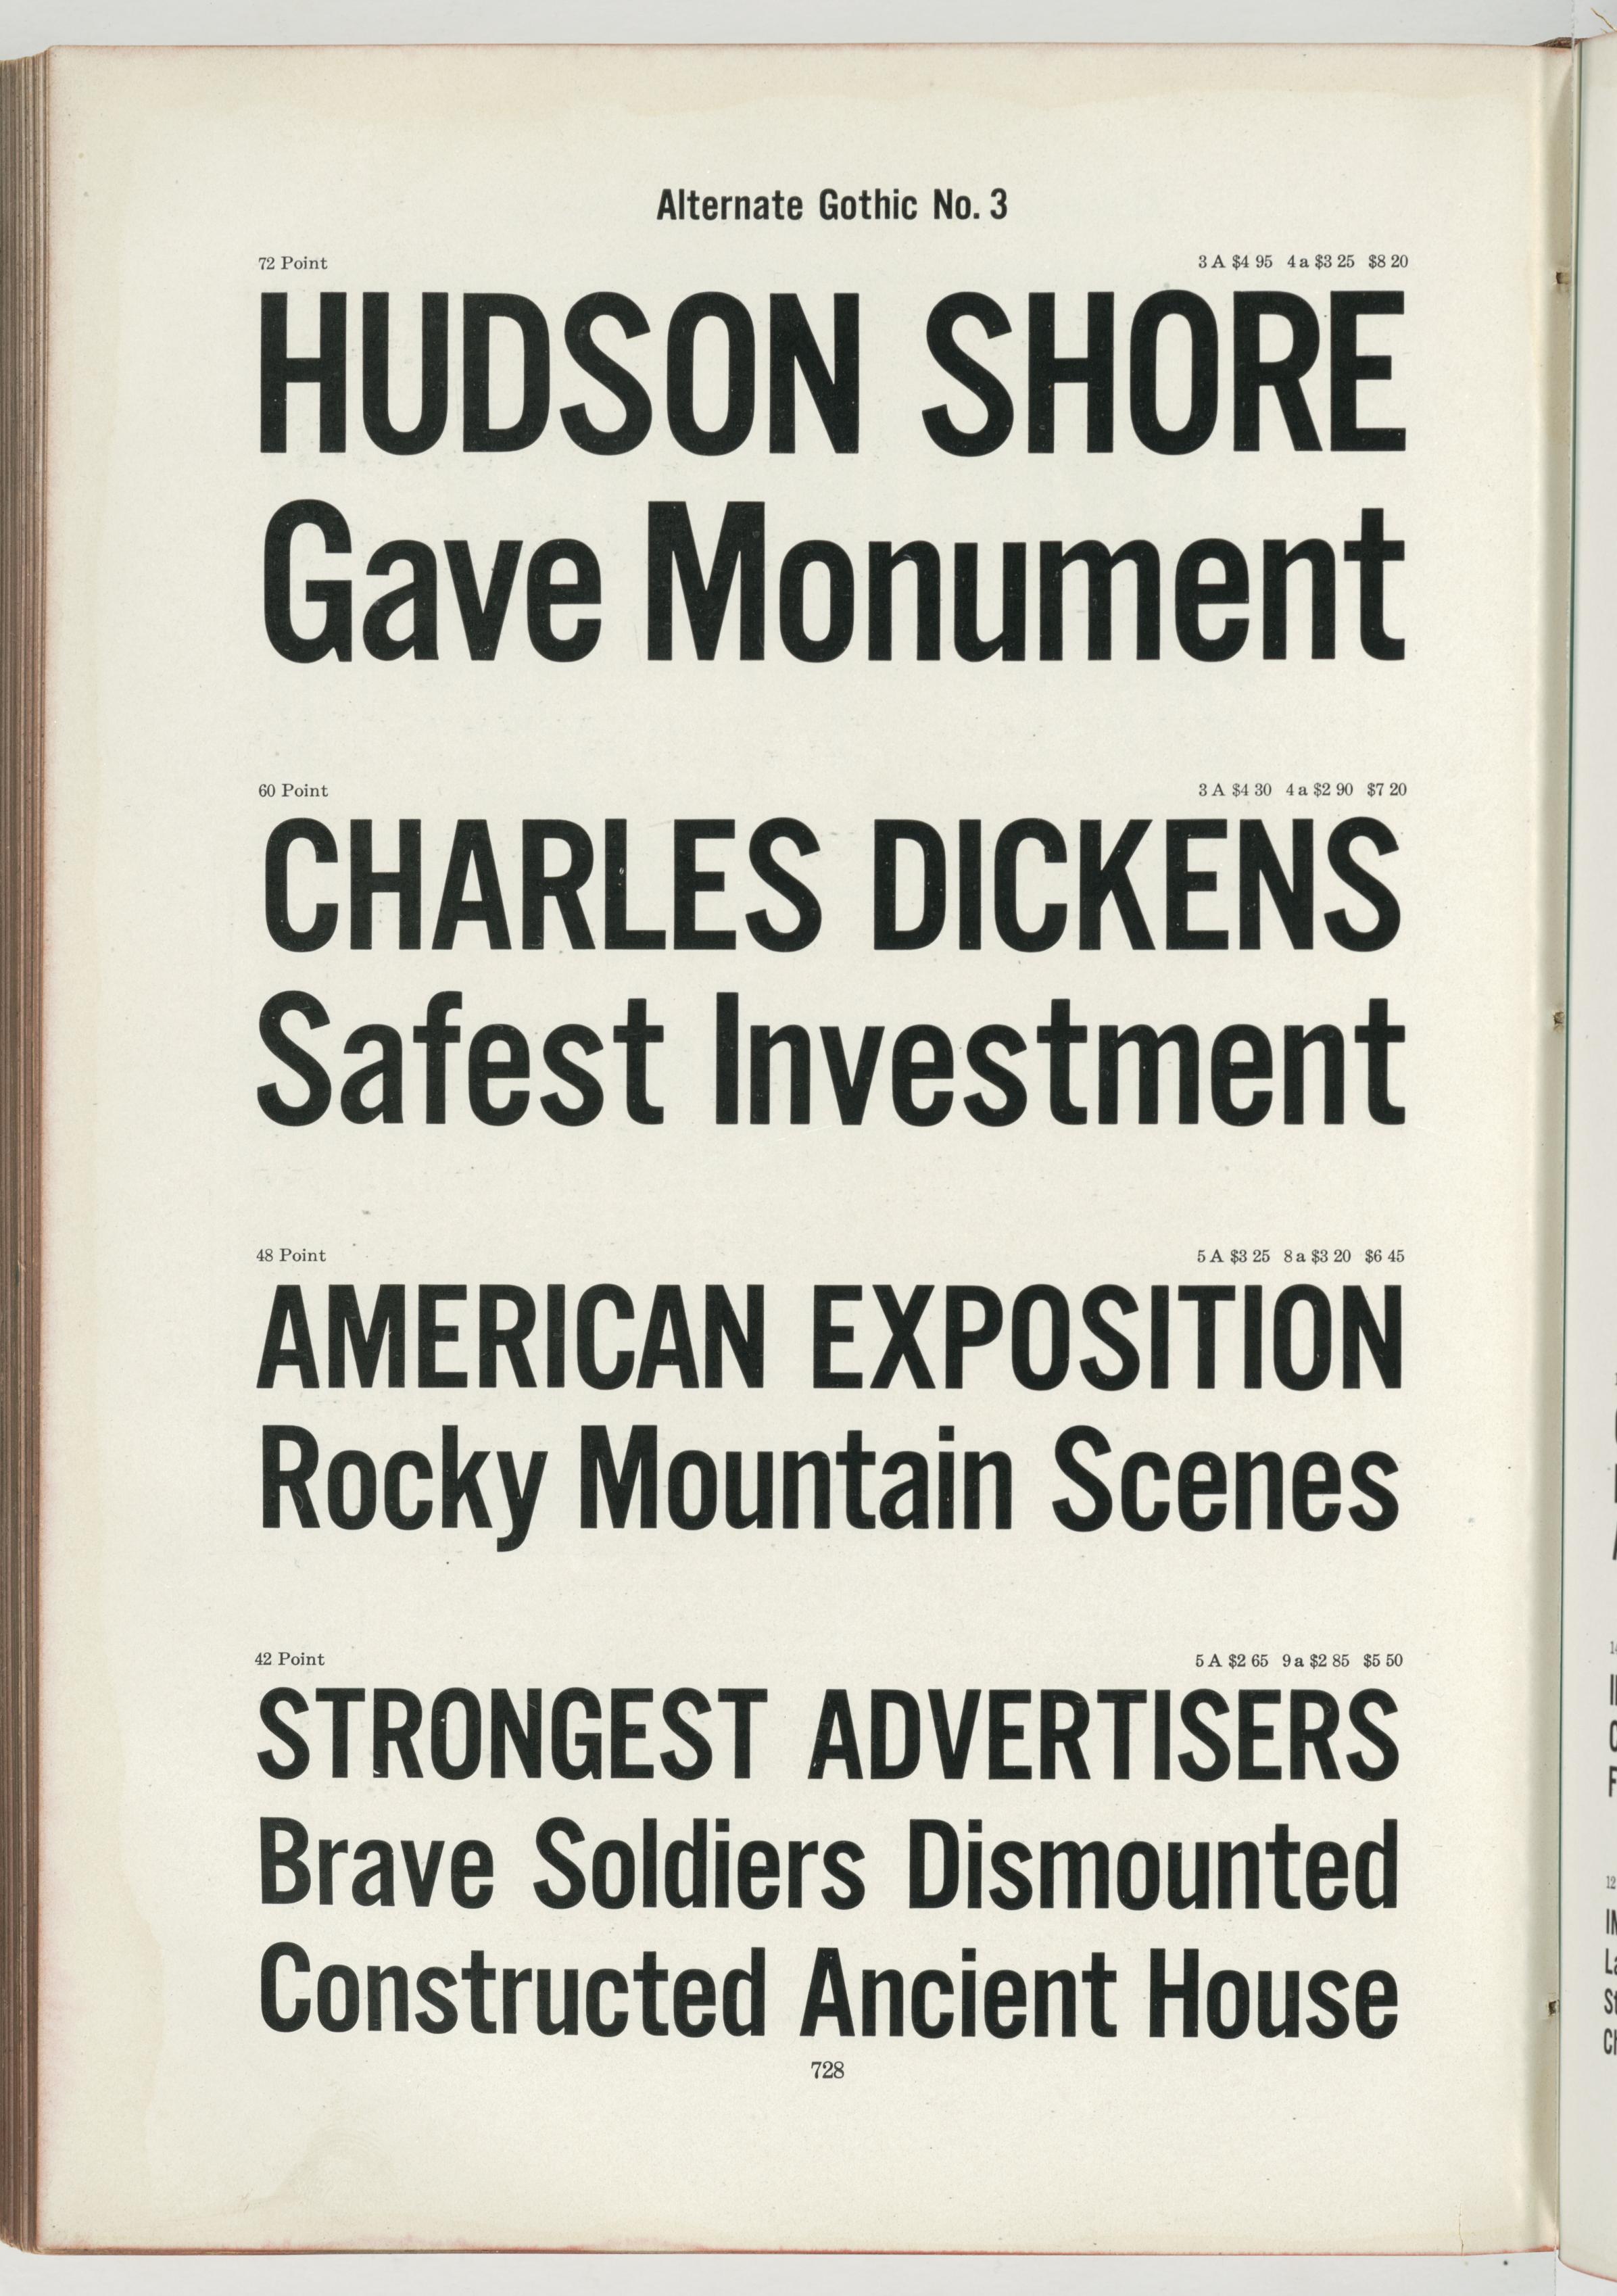 Alternate Gothic No. 3
72 Point 3 A $4 95 4 a $3 25 $8 20
HUDSON SHORE
Gave Monument
60 Point 3 A $4 30 4 a $2 90 $7 20
CHARLES DICKENS
Safest Investment
48 Point 5 A $3 25 8 a $3 20 $6 45
AMERICAN EXPOSITION
Rocky Mountain Scenes
42 Point 5 A $2 65 9 a $2 85 $5 50
STRONGEST ADVERTISERS
Brave Soldiers Dismounted
Constructed Ancient House
728